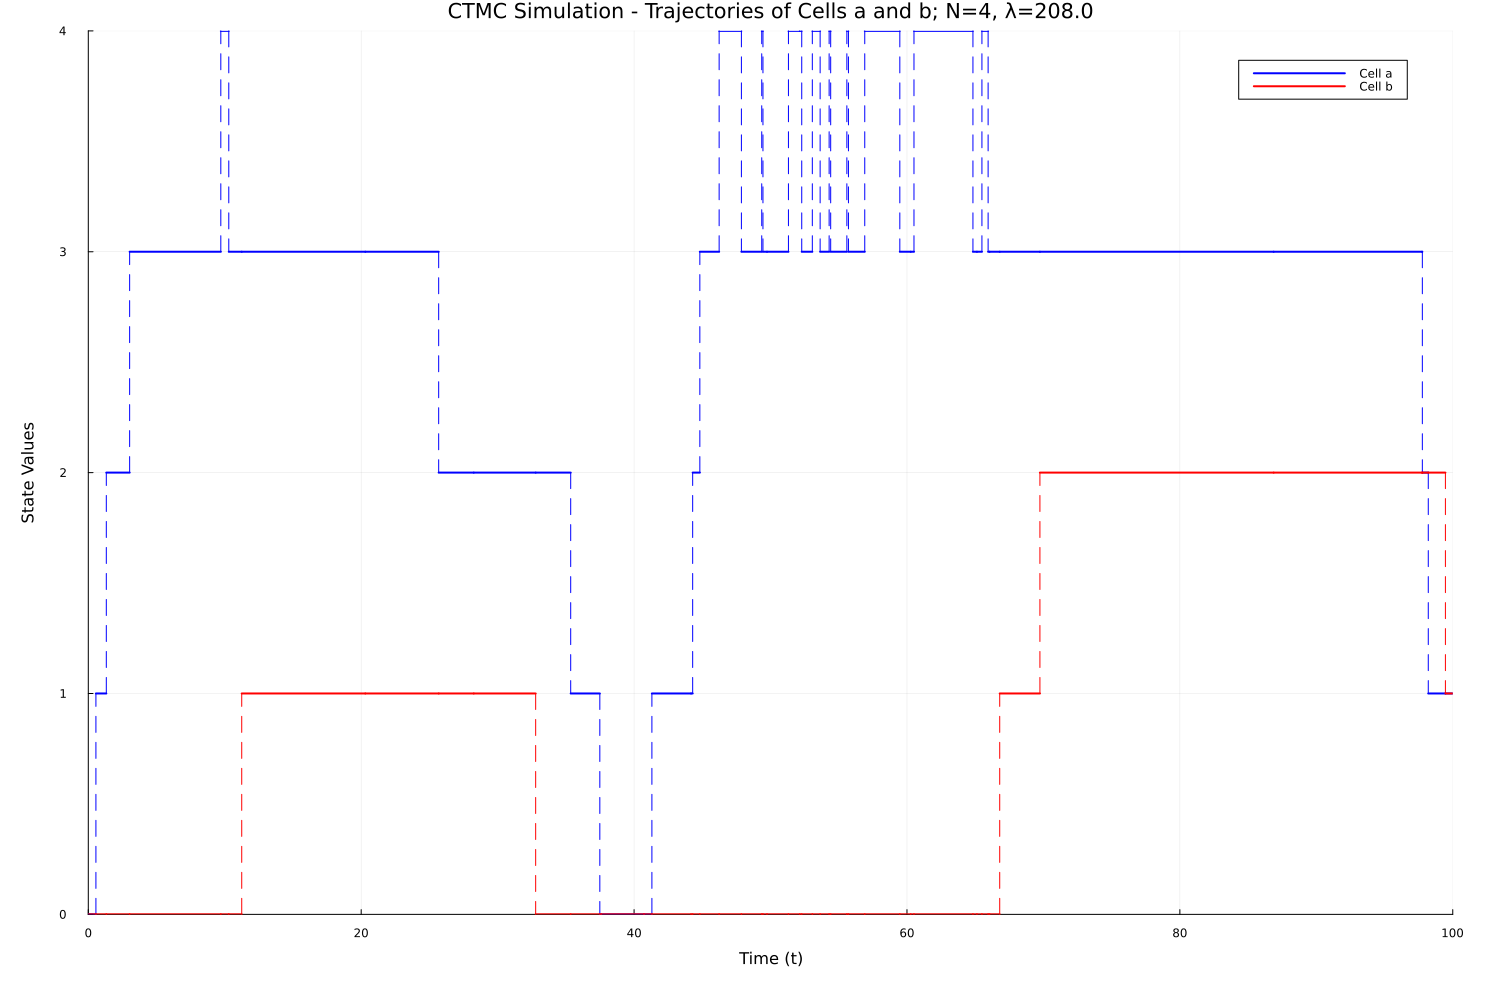 CTMC Simulation - Trajectories of Cells a and b; N=4, λ=208.0
4
3
2
1
0
State Values
Cell a
Cell b
0 20 40 60 80 100
Time (t)